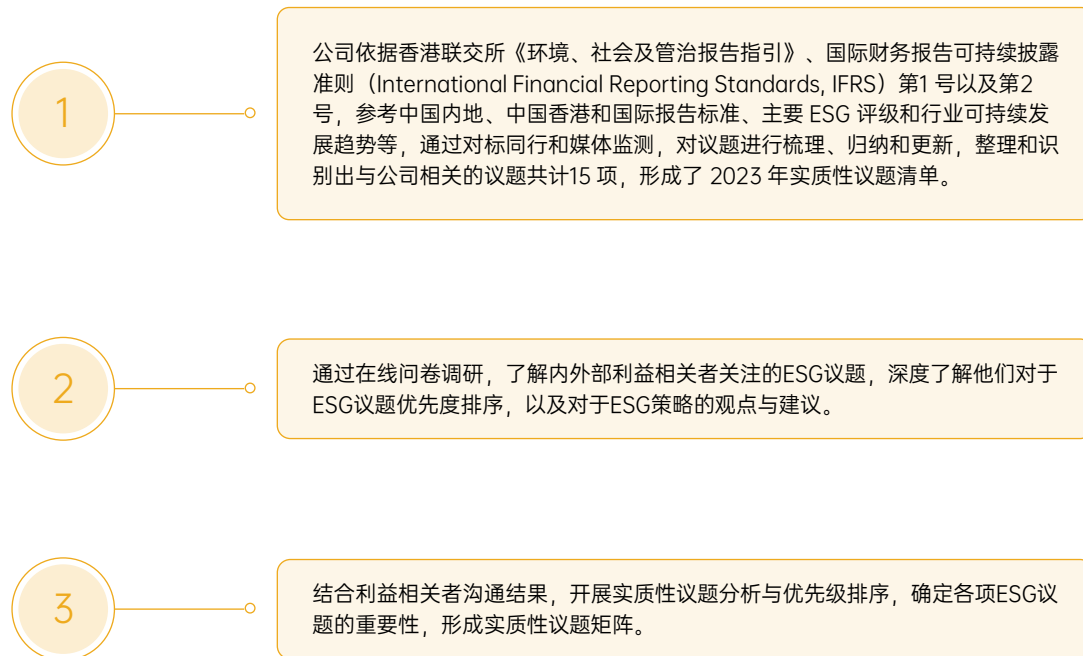 1
公司依据香港联交所《环境、社会及管治报告指引》、国际财务报告可持续披露
准则（International Financial Reporting Standards, IFRS）第1 号以及第2
号，参考中国内地、中国香港和国际报告标准、主要 ESG 评级和行业可持续发
展趋势等，通过对标同行和媒体监测，对议题进行梳理、归纳和更新，整理和识
别出与公司相关的议题共计15 项，形成了 2023 年实质性议题清单。
2
通过在线问卷调研，了解内外部利益相关者关注的ESG议题，深度了解他们对于
ESG议题优先度排序，以及对于ESG策略的观点与建议。
3
结合利益相关者沟通结果，开展实质性议题分析与优先级排序，确定各项ESG议
题的重要性，形成实质性议题矩阵。